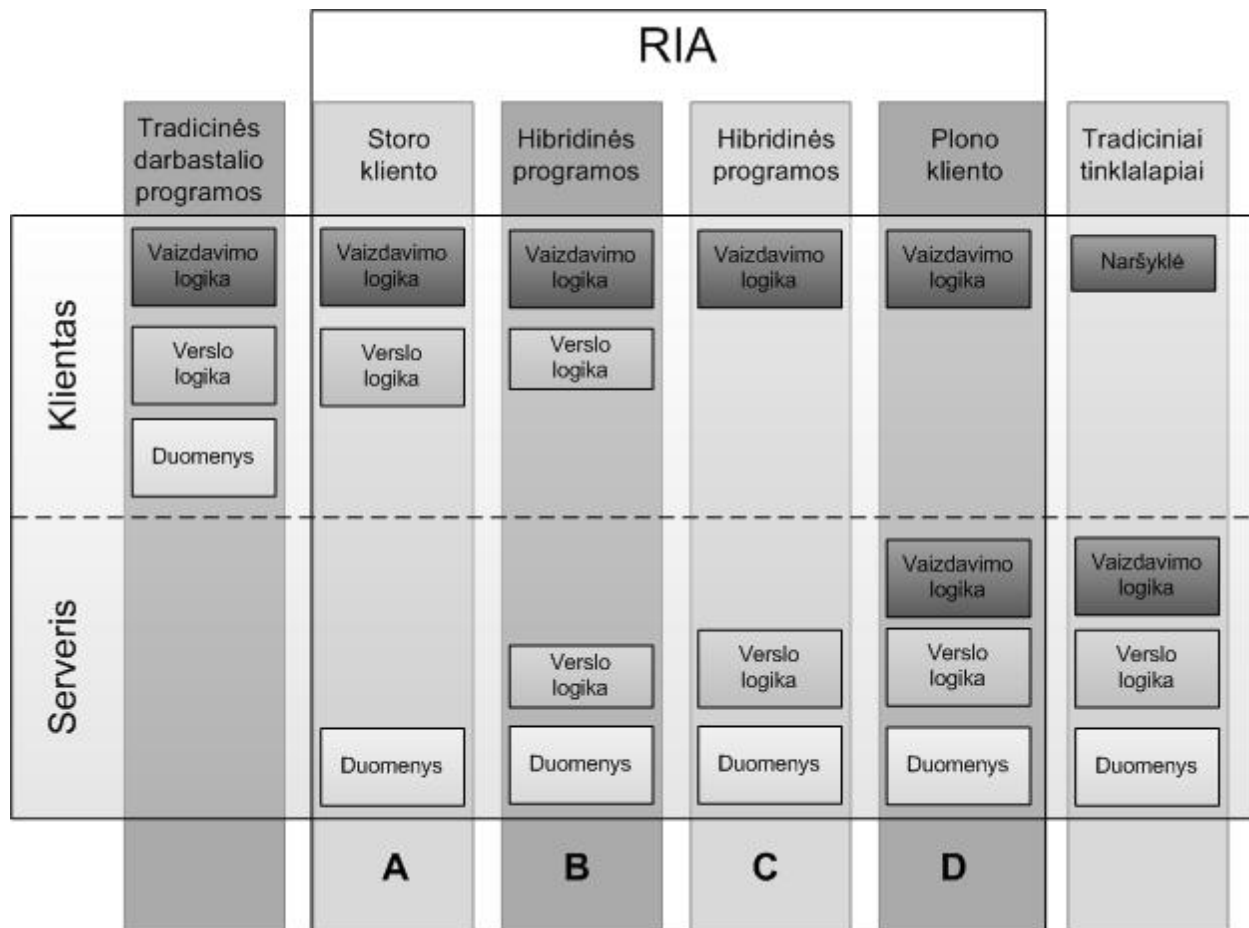 RIA
Tradicinės
darbastalio
programos
Storo
kliento
Hibridinės
programos
Hibridinės
programos
Plono
kliento
Tradiciniai
tinklalapiai
Klientas
Vaizdavimo
logika
Vaizdavimo
logika
Vaizdavimo
logika
Vaizdavimo
logika
Vaizdavimo
logika
Naršyklė
Verslo
logika
Verslo
logika
Verslo
logika
Duomenys
Serveris
Vaizdavimo
logika
Vaizdavimo
logika
Verslo
logika
Verslo
logika
Verslo
logika
Verslo
logika
Duomenys
Duomenys
Duomenys
Duomenys
Duomenys
A
B
C
D